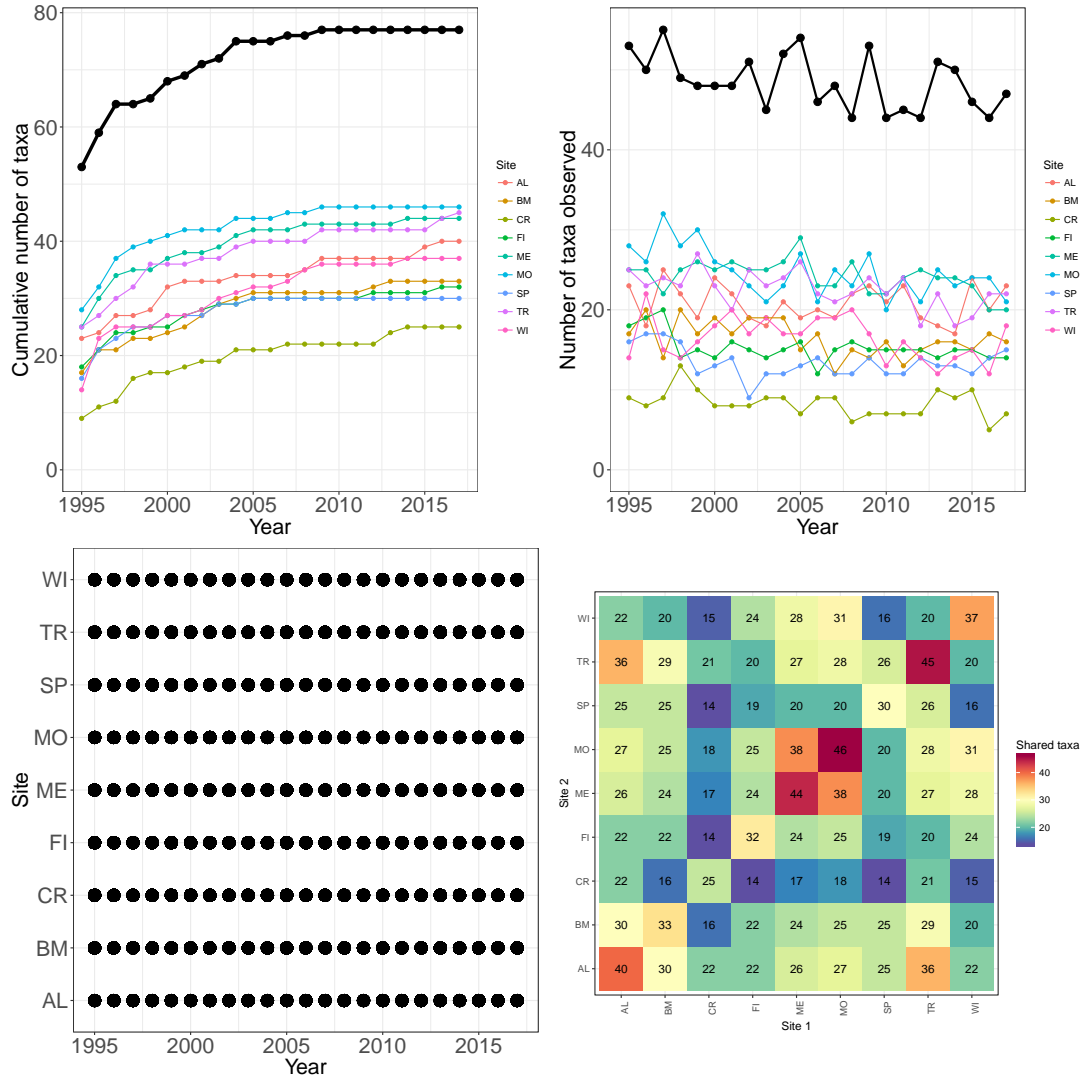 80
60
40
20
0
Cumulative number of taxa
1995 2000 2005 2010 2015
Year
Site
AL
BM
CR
FI
ME
MO
SP
TR
WI
40
20
0
Number of taxa observed
1995 2000 2005 2010 2015
Year
Site
AL
BM
CR
FI
ME
MO
SP
TR
WI
WI
TR
SP
MO
ME
FI
CR
BM
AL
Site
1995 2000 2005 2010 2015
Year
WI 22 20 15 24 28 31 16 20 37
TR 36 29 21 20 27 28 26 45 20
SP 25 25 14 19 20 20 30 26 16
MO 27 25 18 25 38 46 20 28 31
ME 26 24 17 24 44 38 20 27 28
FI 22 22 14 32 24 25 19 20 24
CR 22 16 25 14 17 18 14 21 15
BM 30 33 16 22 24 25 25 29 20
AL 40 30 22 22 26 27 25 36 22
Site 2
AL BM CR FI ME MO SP TR WI
Site 1
Shared taxa
40
30
20